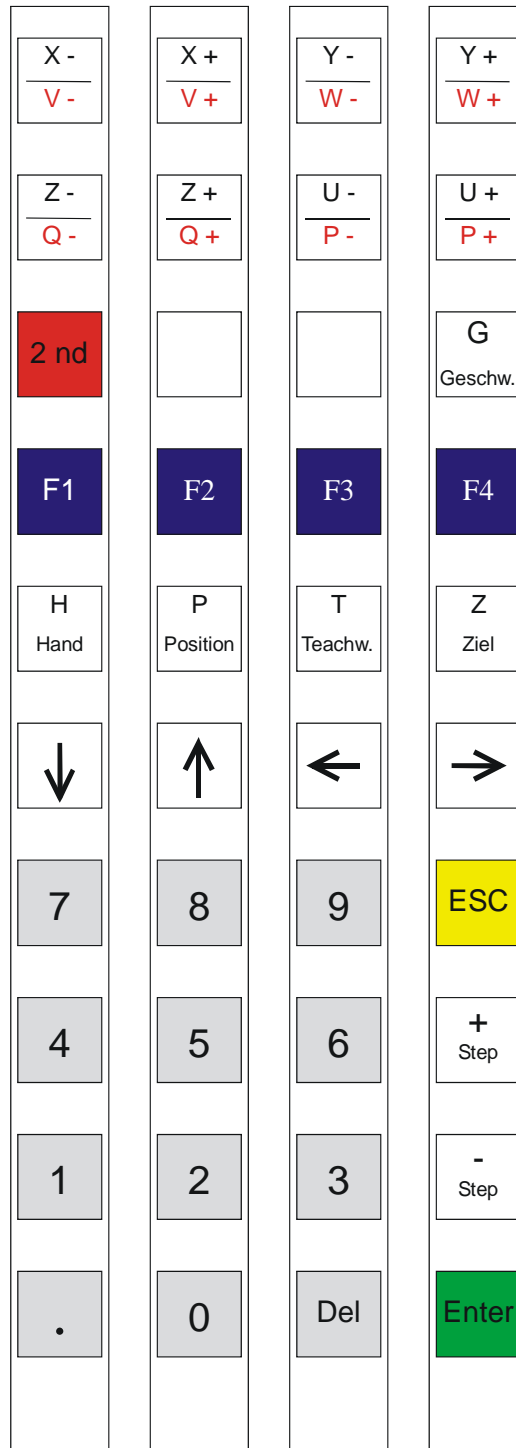 X - X + Y - Y +
V - V + W - W +
Z - Z + U - U +
Q - Q + P - P +
2 nd G
Geschw.
F1 F2 F3 F4
H P T Z
Hand Position Teachw. Ziel
↓ ↑ ← →
7 8 9 ESC
4 5 6 +
Step
1 2 3 -
Step
. 0 Del Enter